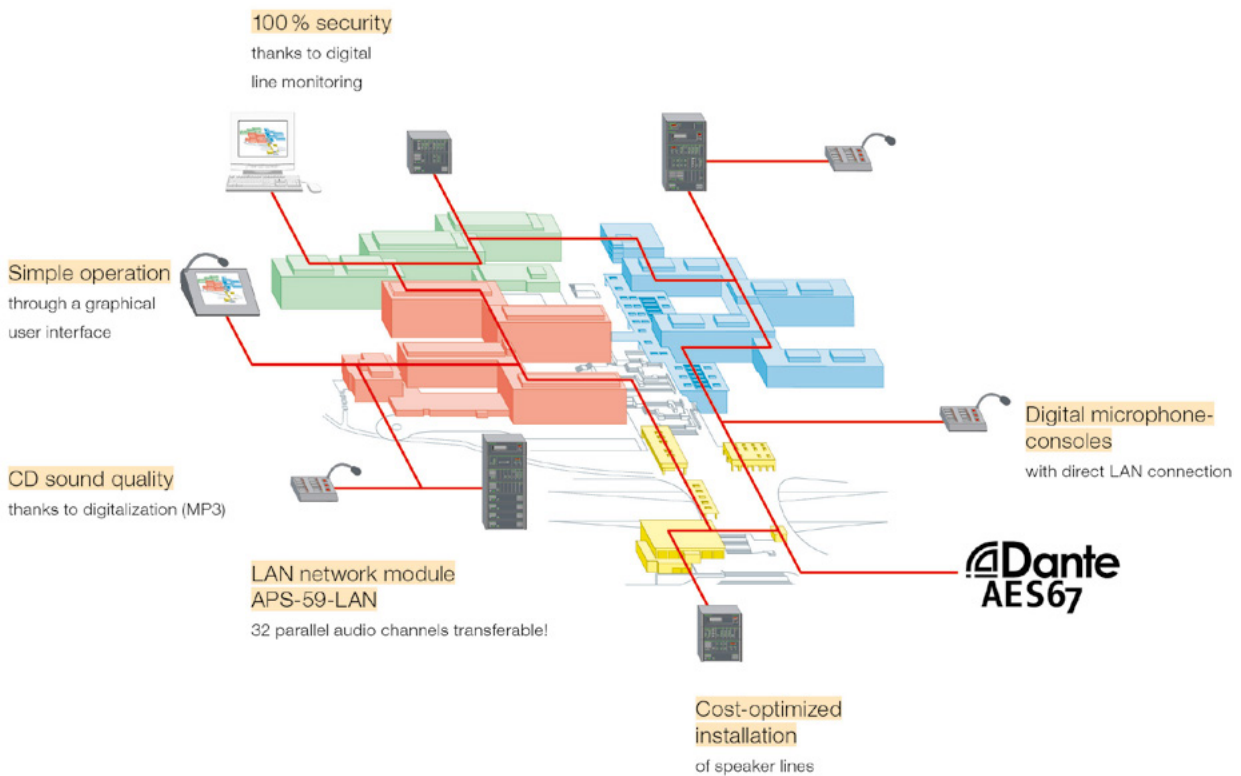 100 % security
thanks to digital
line monitoring
Simple operation
through a graphical
user interface
CD sound quality
thanks to digitalization (MP3)
LAN network module
APS-59-LAN
32 parallel audio channels transferable!
Digital microphone-
consoles
with direct LAN connection
Dante
AES67
Cost-optimized
installation
of speaker lines